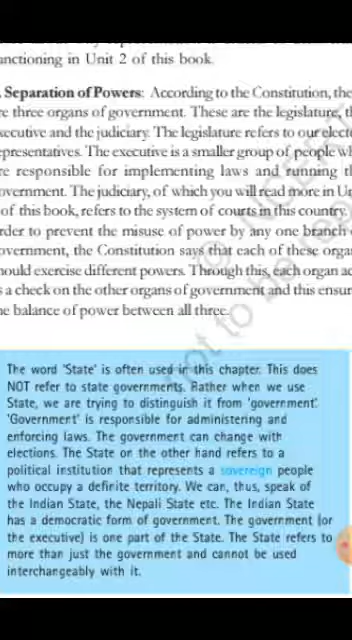 anctioning in Unit 2 of this book.
. Separation of Powers: According to the Constitution, the
re three organs of government. These are the legislature, th
xecutive and the judiciary. The legislature refers to our electe
epresentatives. The executive is a smaller group of people wh
re responsible for implementing laws and running th
overnment. The judiciary, of which you will read more in Un
of this book, refers to the system of courts in this country.
rder to prevent the misuse of power by any one branch o
overnment, the Constitution says that each of these organ
hould exercise different powers. Through this, each organ ac
s a check on the other organs of government and this ensur
he balance of power between all three.
The word 'State' is often used in this chapter. This does
NOT refer to state governments. Rather when we use
State, we are trying to distinguish it from 'government'.
'Government' is responsible for administering and
enforcing laws. The government can change with
elections. The State on the other hand refers to a
political institution that represents a sovereign people
who occupy a definite territory. We can, thus, speak of
the Indian State, the Nepali State etc. The Indian State
has a democratic form of government. The government (or
the executive) is one part of the State. The State refers to
more than just the government and cannot be used
interchangeably with it.